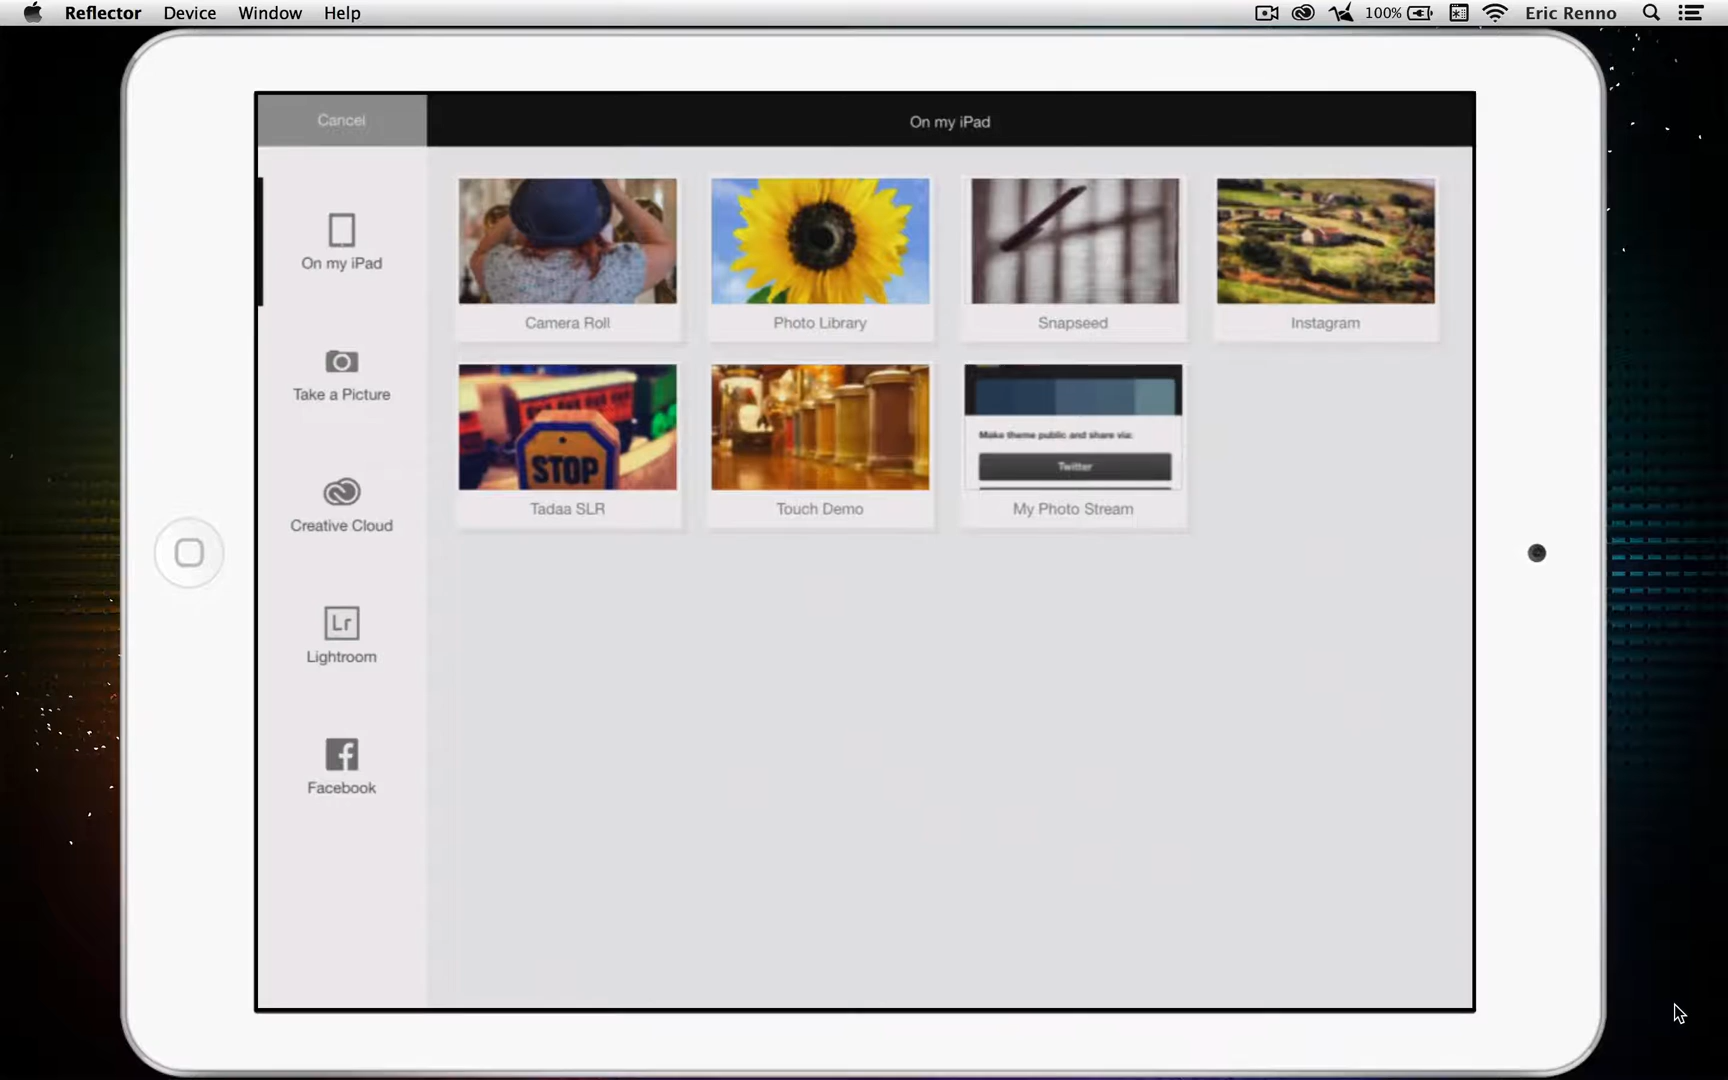 Reflector Device Window Help 100% Eric Renno
Cancel
On my iPad
On my iPad
Take a Picture
Creative Cloud
Lr
Lightroom
Facebook
Camera Roll
Photo Library
Snapseed
Instagram
STOP
Tadaa SLR
Touch Demo
Make theme public and share via:
Twitter
My Photo Stream